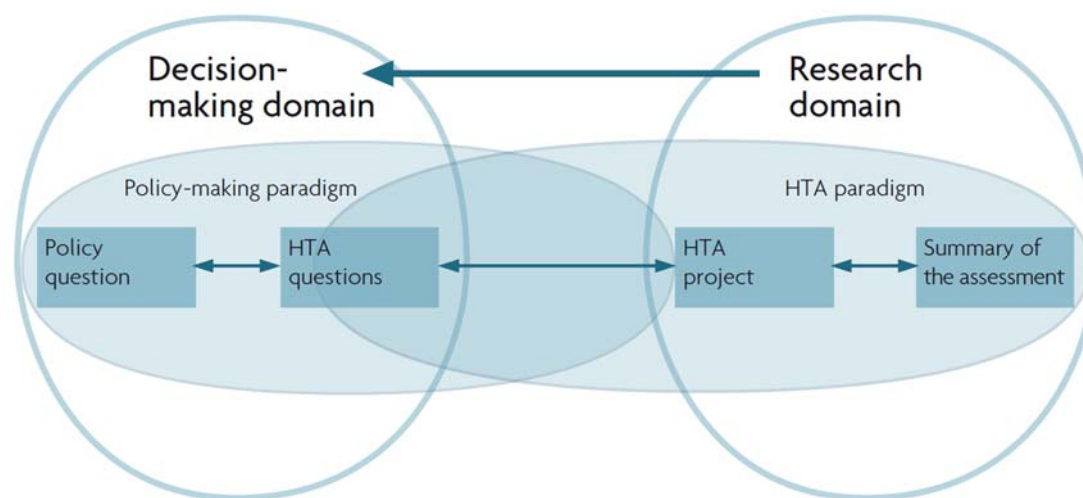 Decision-
making domain
Research
domain
Policy-making paradigm
HTA paradigm
Policy
question
HTA
questions
HTA
project
Summary of
the assessment